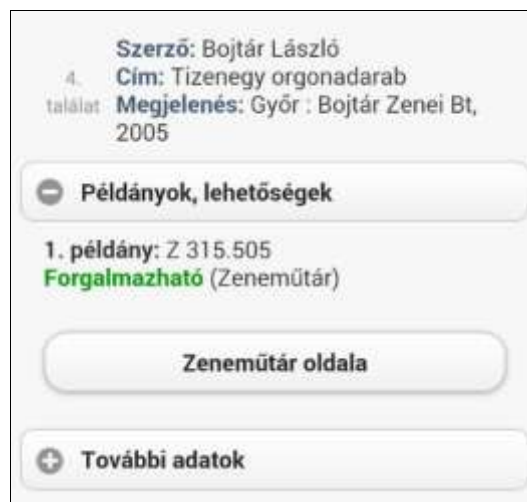 Szerző: Bojtár László
4. Cím: Tizenegy orgonadarab
találat Megjelenés: Győr : Bojtár Zenei Bt,
2005
Példányok, lehetőségek
1. példány: Z 315.505
Forgalmazható (Zeneműtár)
Zeneműtár oldala
További adatok